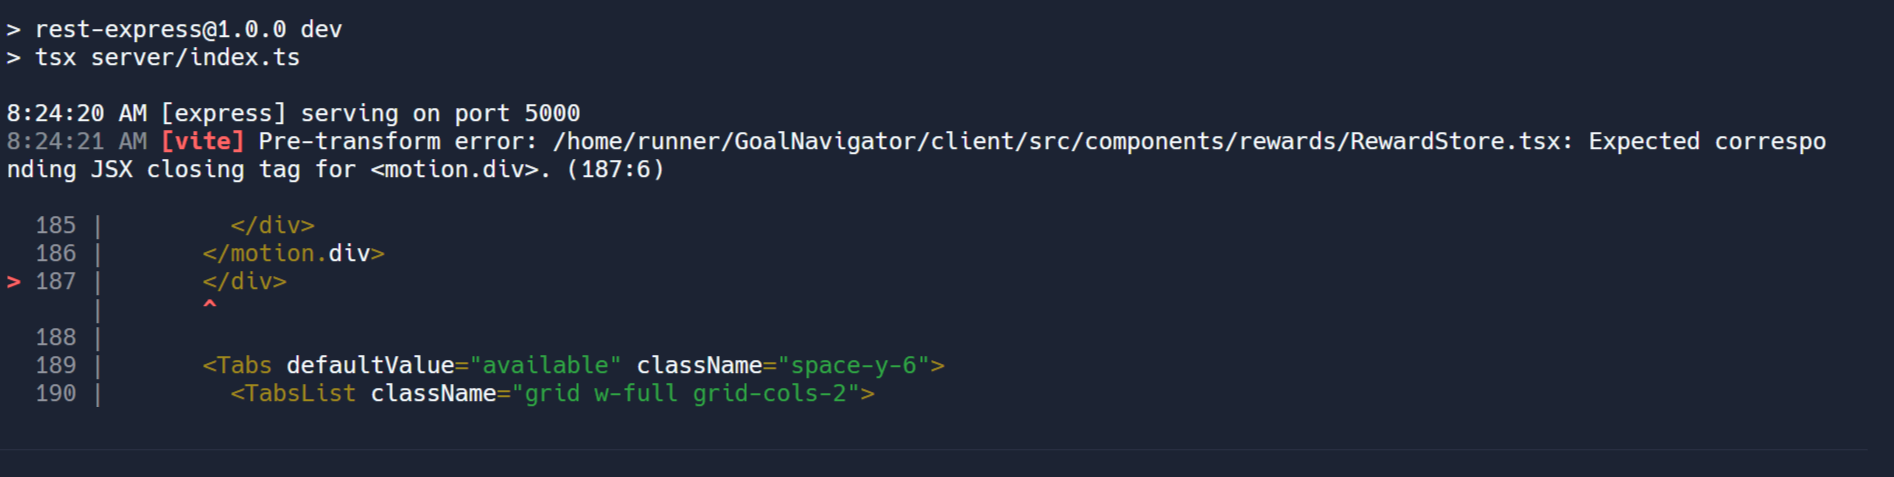 > rest-express@1.0.0 dev
> tsx server/index.ts
8:24:20 AM [express] serving on port 5000
8:24:21 AM [vite] Pre-transform error: /home/runner/GoalNavigator/client/src/components/rewards/RewardStore.tsx: Expected correspo
nding JSX closing tag for <motion.div>. (187:6)
185 |         </div>
186 |       </motion.div>
> 187 |       </div>
|       ^
188 |
189 |       <Tabs defaultValue="available" className="space-y-6">
190 |         <TabsList className="grid w-full grid-cols-2">